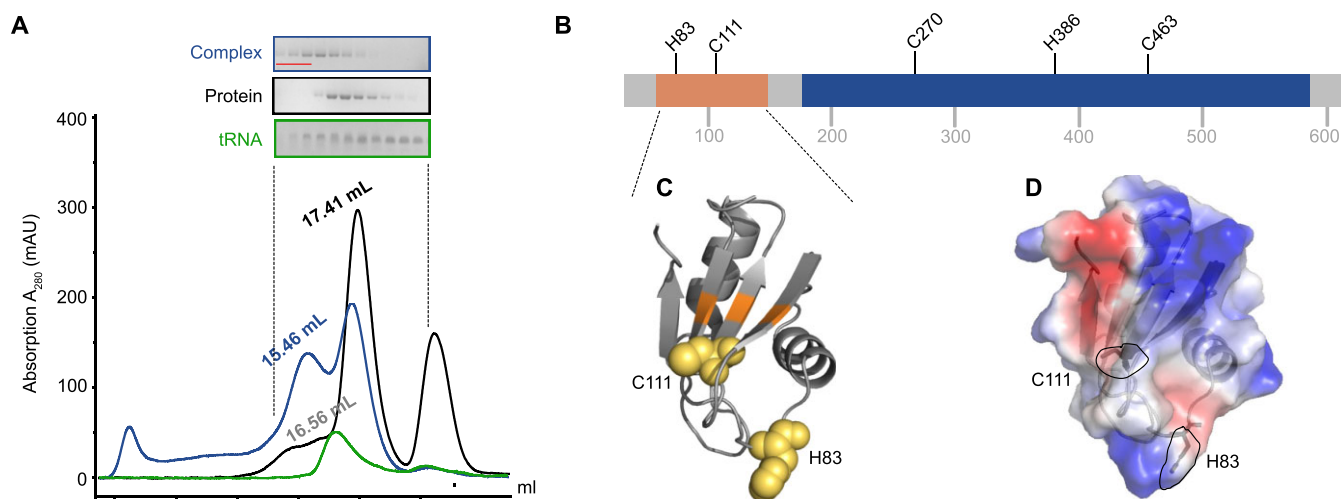 A
Complex
Protein
tRNA
400
300
200
100
0
Absorption A280 (mAU)
17.41 mL
15.46 mL
16.56 mL
ml
B
H83
C111
C270
H386
C463
100
200
300
400
500
600
C
C111
H83
D
C111
H83